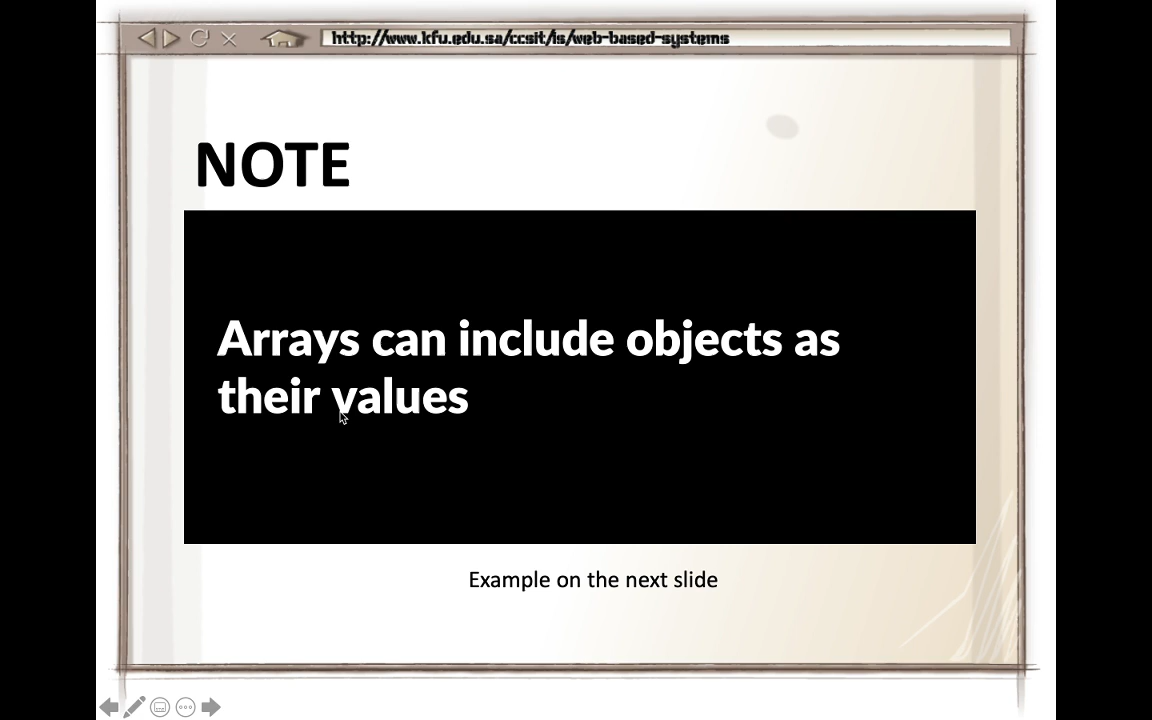 http://www.kfu.edu.sa/ccsit/is/web-based-systems
NOTE
Arrays can include objects as
their values
Example on the next slide